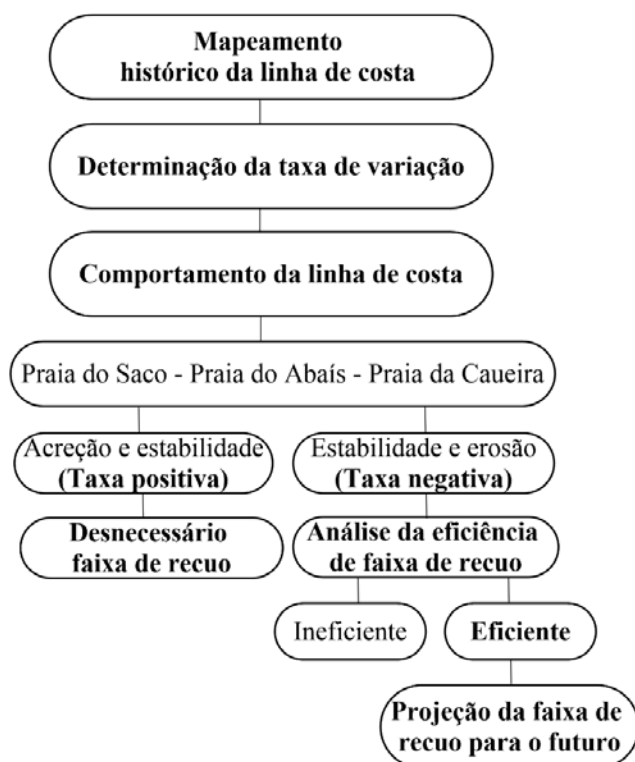 Mapeamento
histórico da linha de costa
Determinação da taxa de variação
Comportamento da linha de costa
Praia do Saco - Praia do Abaís - Praia da Caueira
Acreção e estabilidade
(Taxa positiva)
Estabilidade e erosão
(Taxa negativa)
Desnecessário
faixa de recuo
Análise da eficiência
de faixa de recuo
Ineficiente
Eficiente
Projeção da faixa de
recuo para o futuro